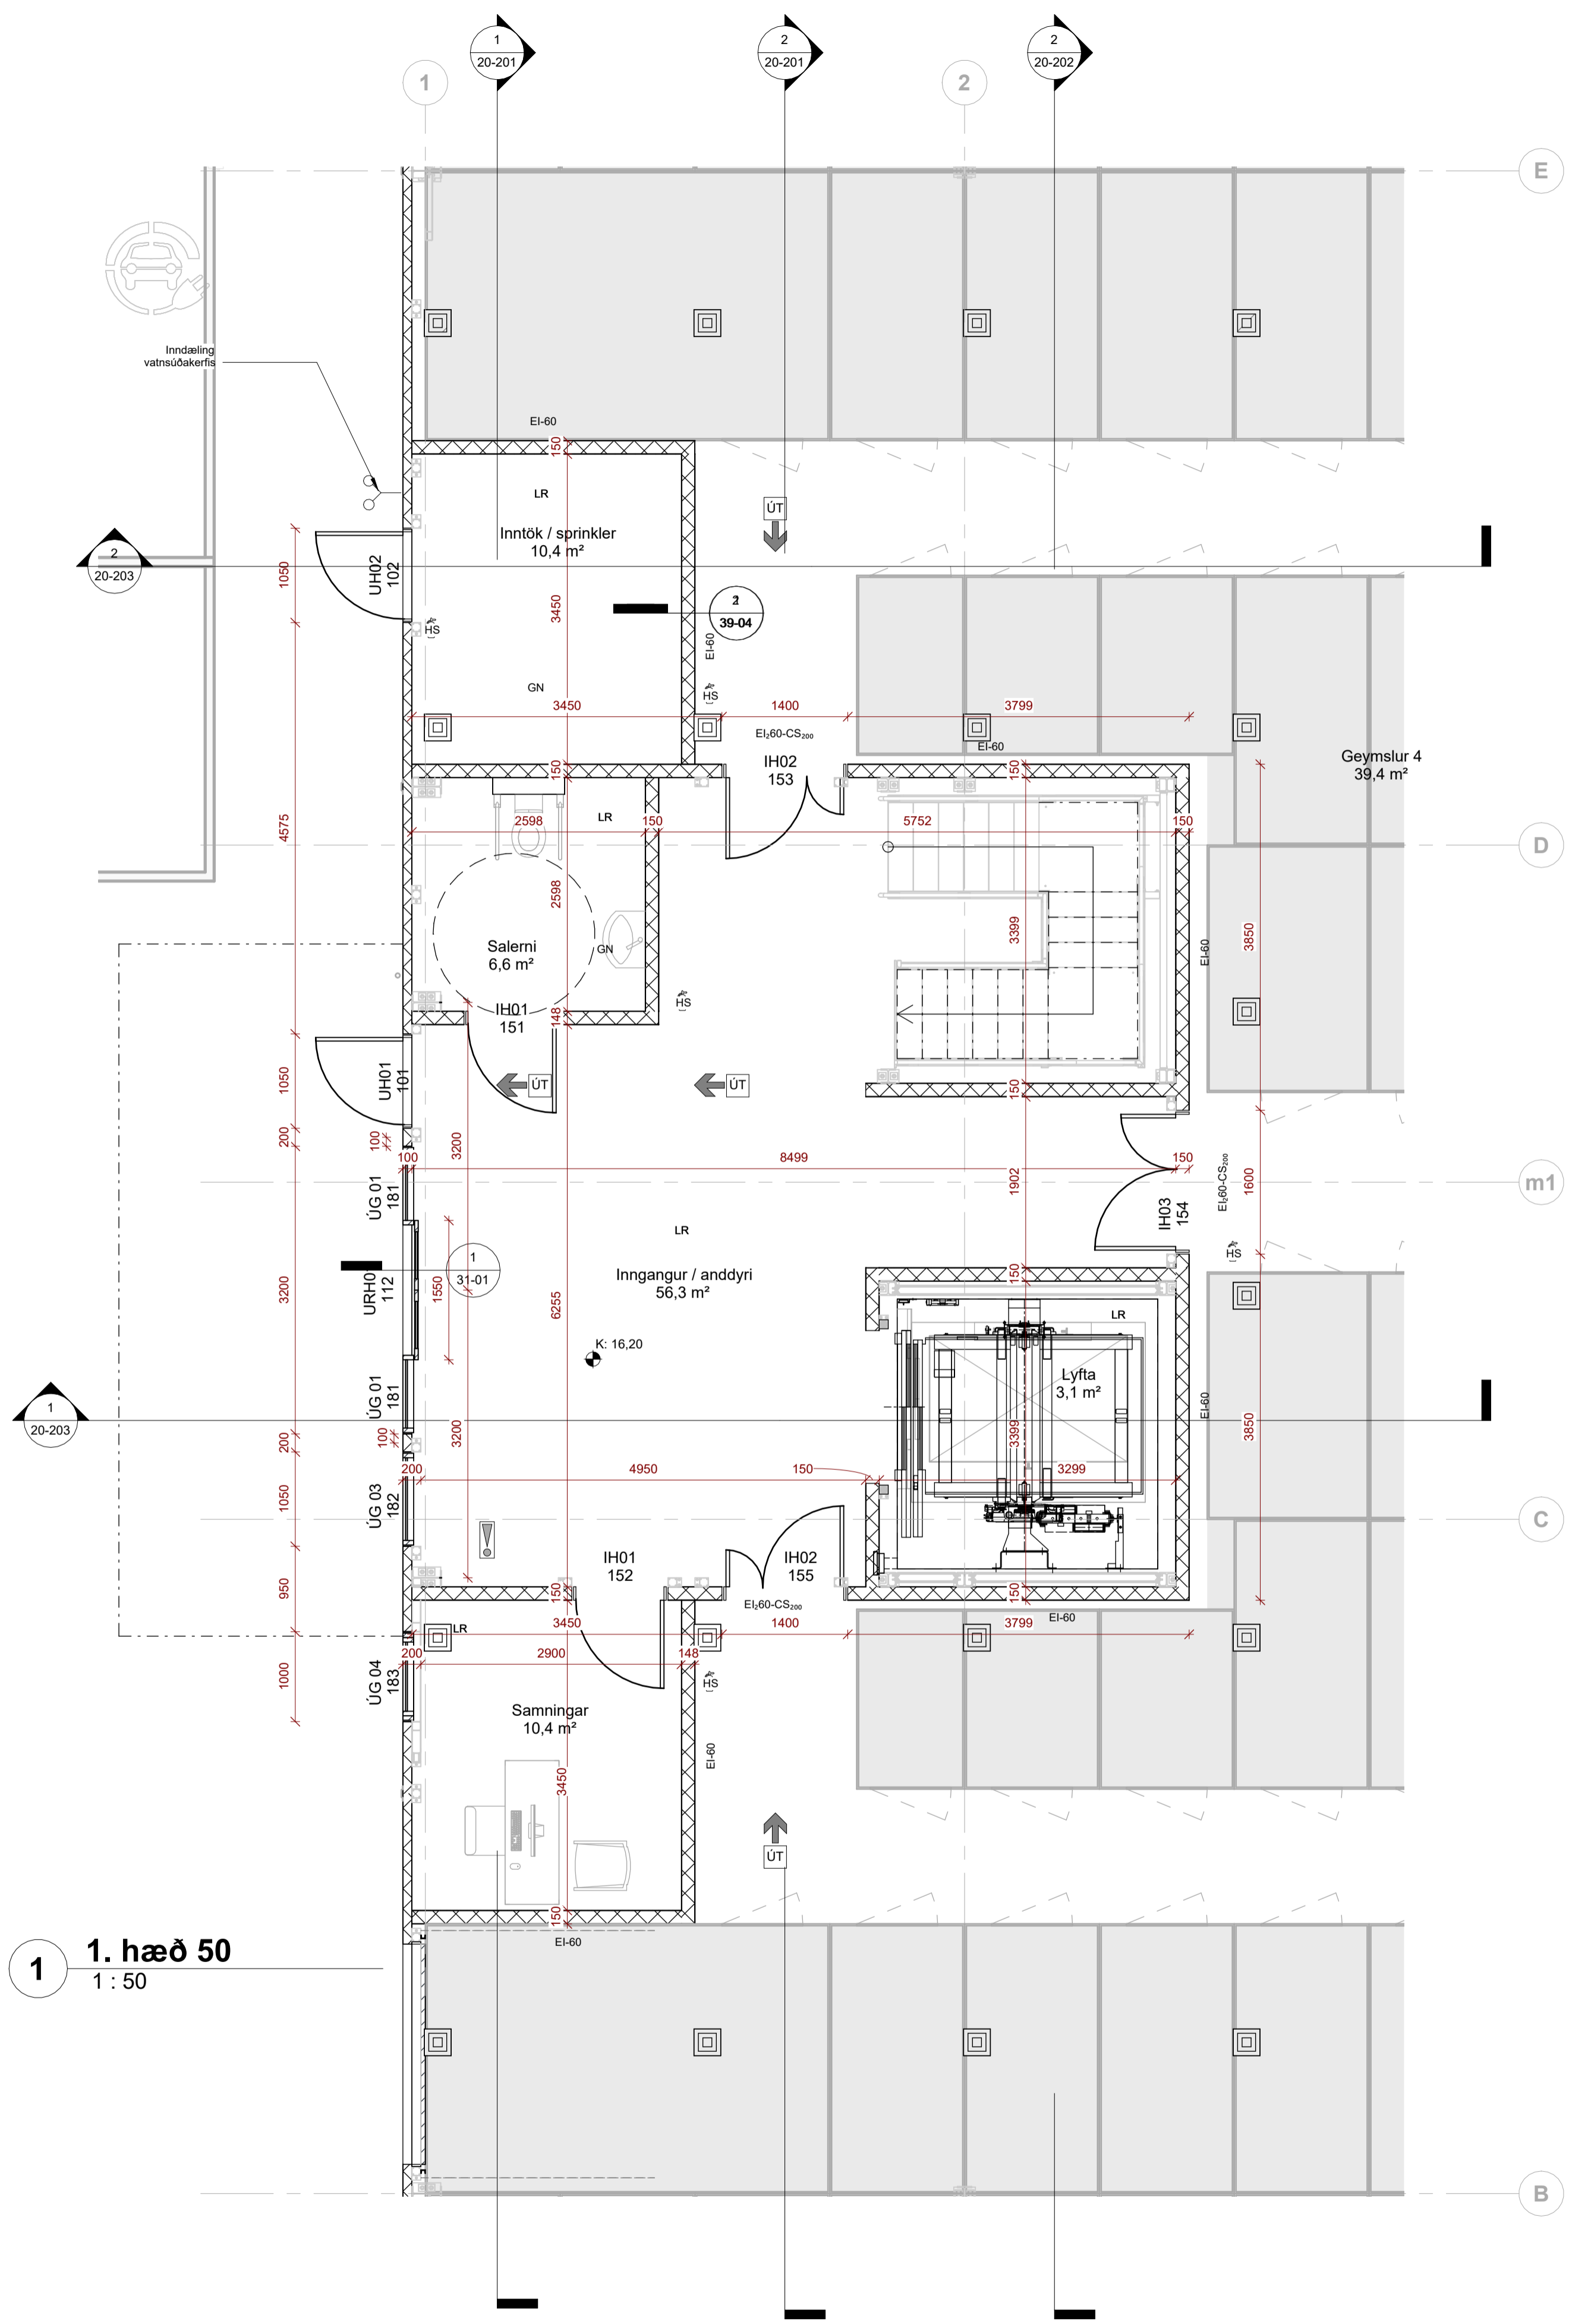 1
20-201
2
20-201
2
20-202
1
2
E
Inndæling
vatnsúðakerfis
EI-60
150
LR
ÚT
Inntök / sprinkler
10,4 m²
2
20-203
1050
UH02
102
3450
39-04
HS
EI-60
GN
HS
3450
1400
3799
EI₂60-CS₂₀₀
EI-60
IH02
153
Geymslur 4
39,4 m²
150
150
4575
2598
150
LR
5752
150
D
2598
3399
3850
Salerni
6,6 m²
GN
EI-60
HS
IH01
151
148
UH01
101
1050
ÚT
ÚT
150
200
100
3200
100
8499
150
1902
EI₂60-CS₂₀₀
1600
m1
ÚG 01
181
IH03
154
LR
HS
1
31-01
Inngangur / anddyri
56,3 m²
150
URH0
112
1550
3200
6255
LR
K: 16,20
Lyfta
3,1 m²
ÚG 01
181
EI-60
1
20-203
200
100
3200
3399
3850
200
4950
150
3299
1050
ÚG 03
182
C
IH01
152
IH02
155
950
150
150
EI₂60-CS₂₀₀
EI-60
LR
3450
1400
3799
200
2900
148
1000
ÚG 04
183
HS
Samningar
10,4 m²
EI-60
3450
ÚT
150
EI-60
1
1. hæð 50
1 : 50
B